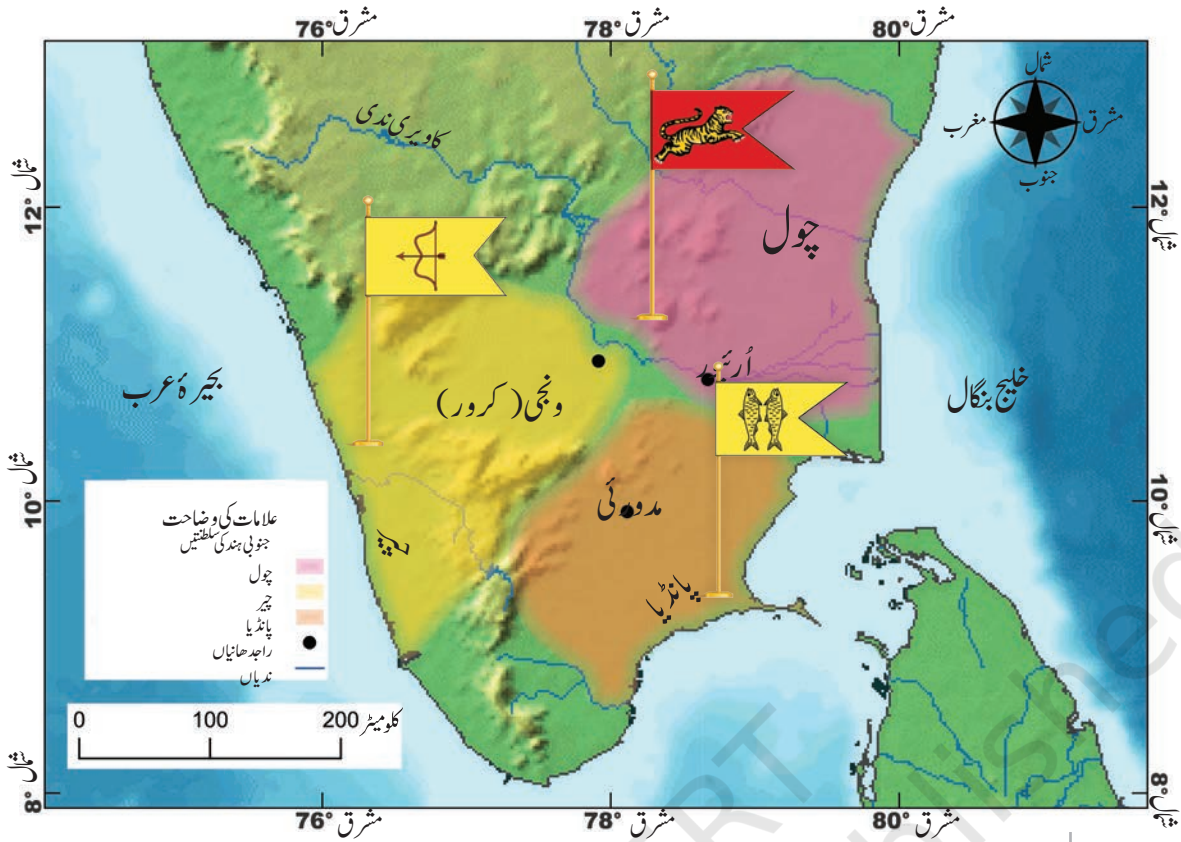 76° مشرق
78° مشرق
80° مشرق
شمال
مشرق
مغرب
جنوب
کاویری ندی
12° شمال
12° شمال
چول
اُرئیور
ونجی (کرور)
بحیرۂ عرب
خلیج بنگال
10° شمال
10° شمال
مدورئی
چیر
پانڈیا
علامات کی وضاحت
جنوبی ہند کی سلطنتیں
چول
چیر
پانڈیا
راجدھانیاں
ندیاں
0 100 200 کلومیٹر
8° شمال
8° شمال
76° مشرق
78° مشرق
80° مشرق